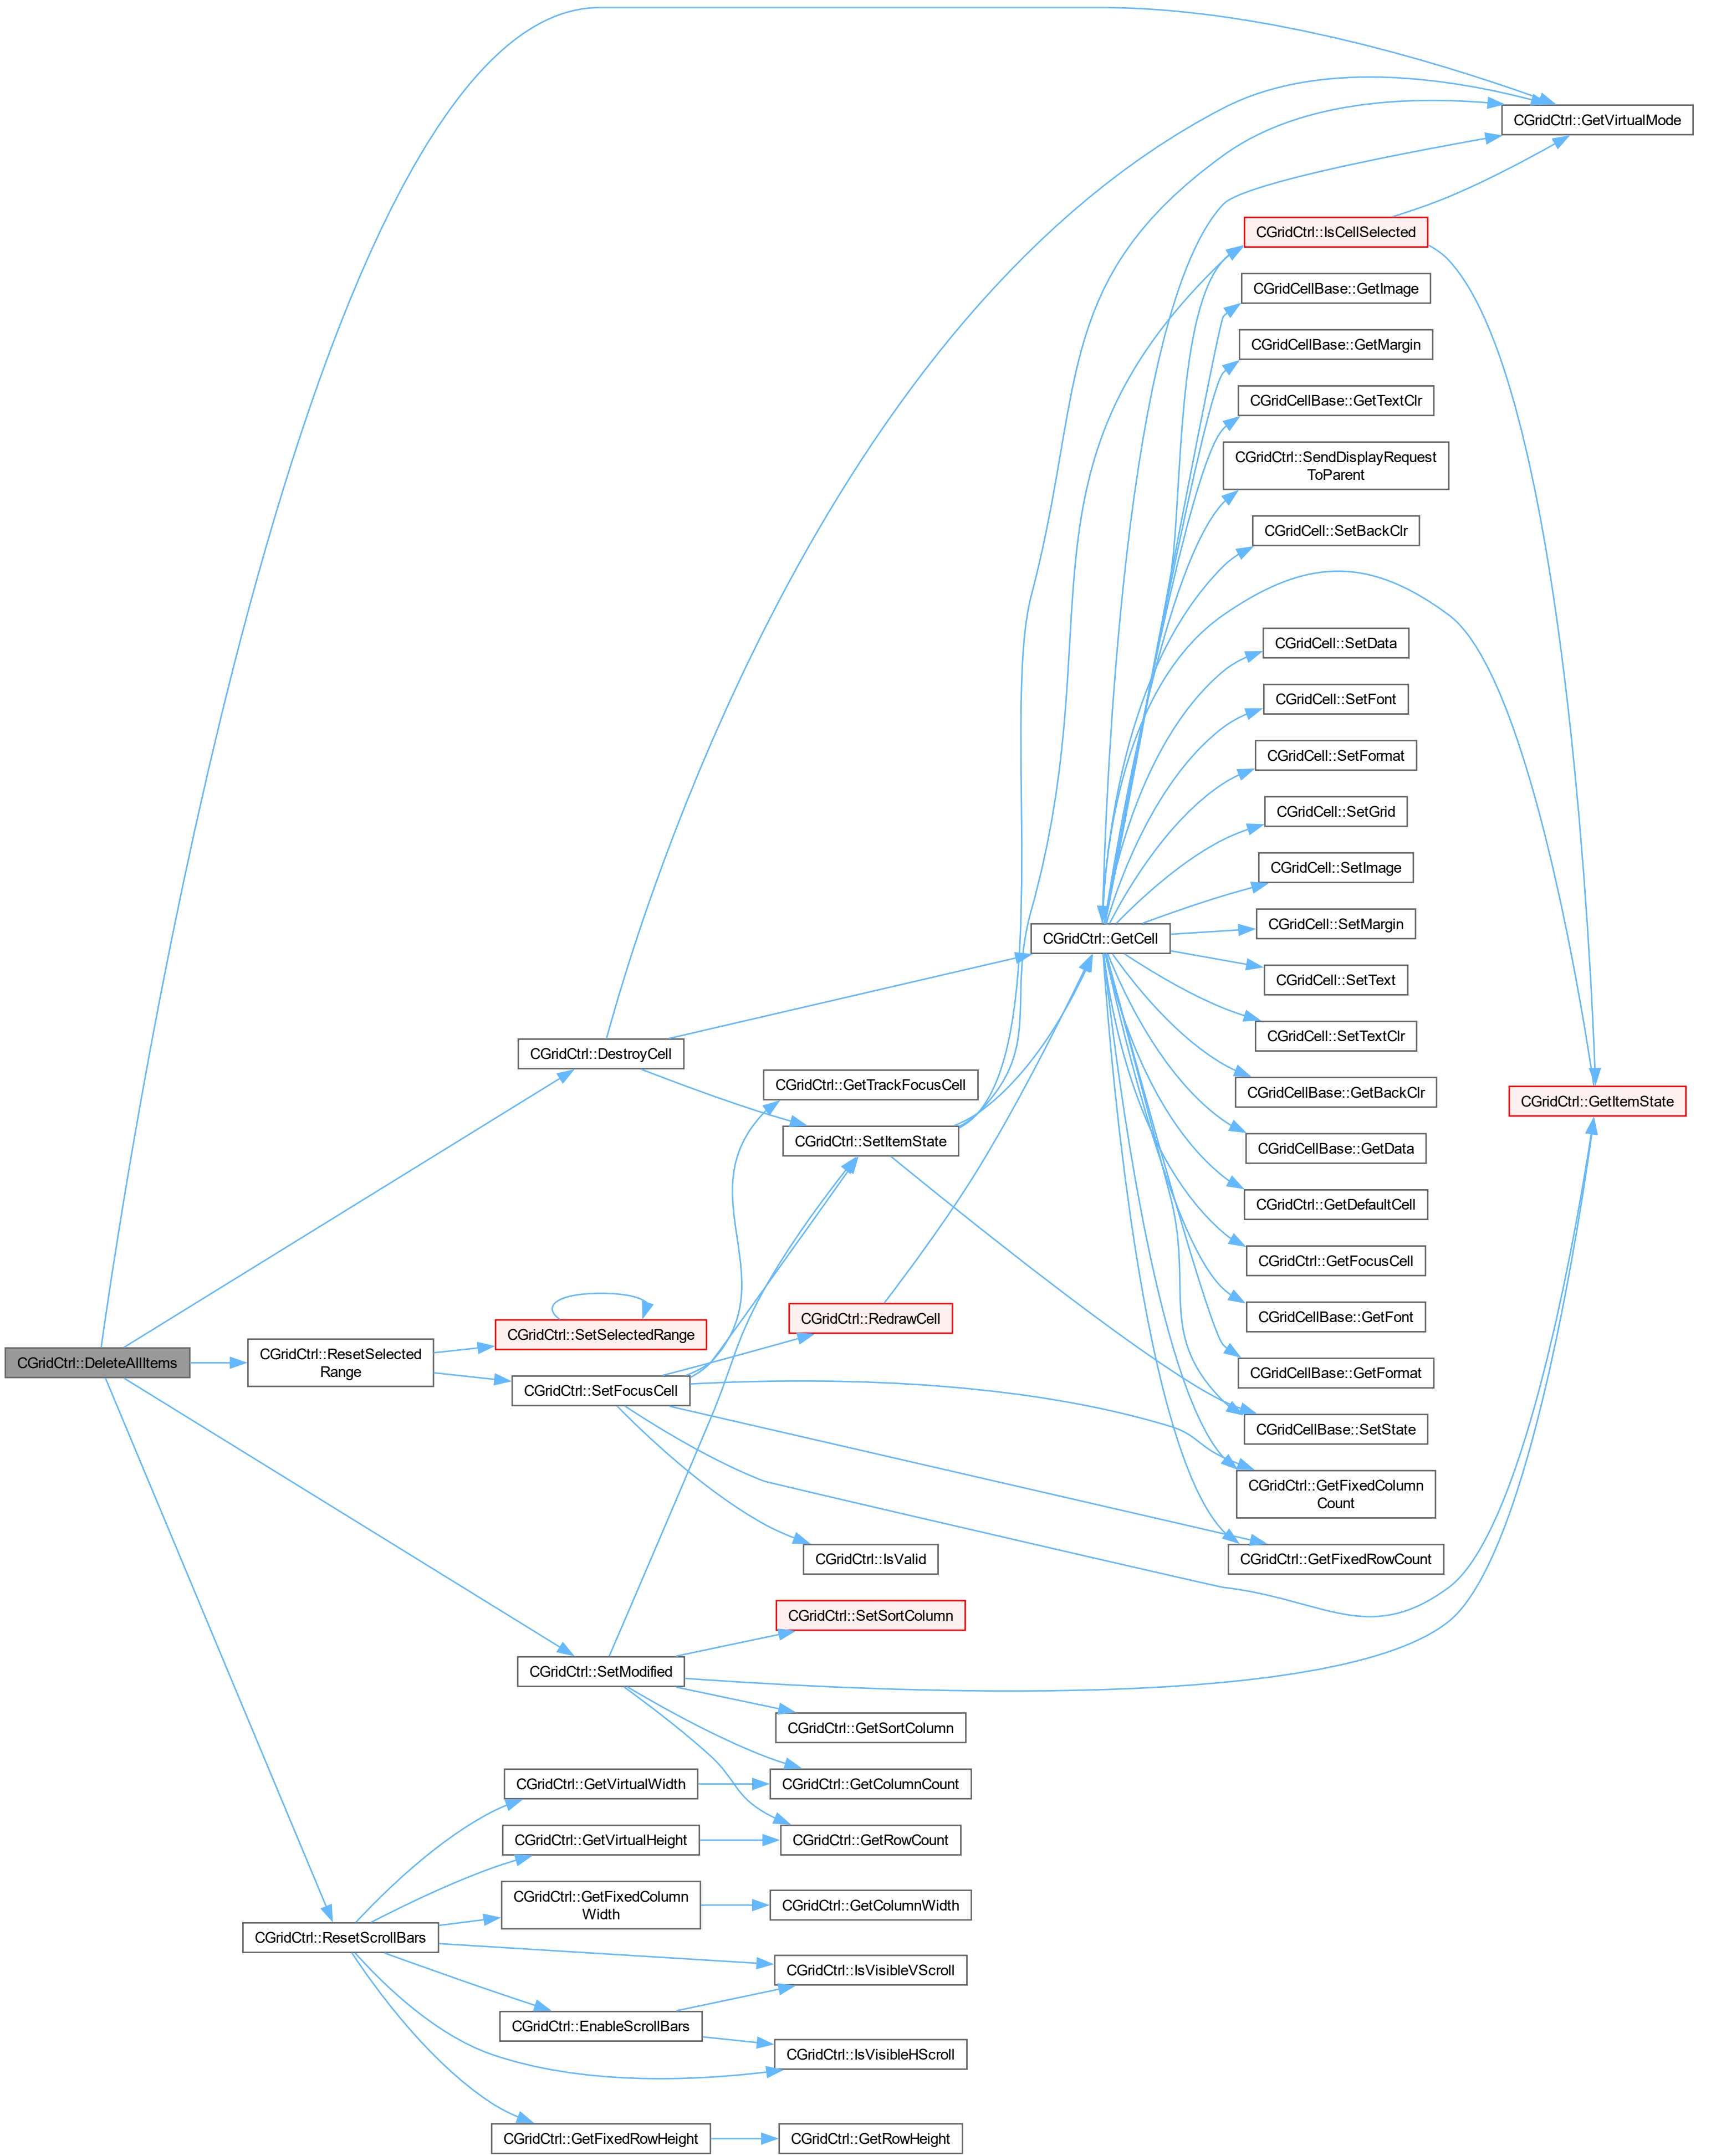 CGridCtrl::GetVirtualMode
CGridCtrl::IsCellSelected
CGridCellBase::GetImage
CGridCellBase::GetMargin
CGridCellBase::GetTextClr
CGridCtrl::SendDisplayRequest
ToParent
CGridCell::SetBackClr
CGridCell::SetData
CGridCell::SetFont
CGridCell::SetFormat
CGridCell::SetGrid
CGridCell::SetImage
CGridCell::SetMargin
CGridCtrl::GetCell
CGridCell::SetText
CGridCell::SetTextClr
CGridCtrl::DestroyCell
CGridCtrl::GetTrackFocusCell
CGridCellBase::GetBackClr
CGridCtrl::GetItemState
CGridCtrl::SetItemState
CGridCellBase::GetData
CGridCtrl::GetDefaultCell
CGridCtrl::GetFocusCell
CGridCtrl::RedrawCell
CGridCellBase::GetFont
CGridCtrl::SetSelectedRange
CGridCtrl::DeleteAllItems
CGridCtrl::ResetSelected
Range
CGridCtrl::SetFocusCell
CGridCellBase::GetFormat
CGridCellBase::SetState
CGridCtrl::GetFixedColumn
Count
CGridCtrl::IsValid
CGridCtrl::GetFixedRowCount
CGridCtrl::SetSortColumn
CGridCtrl::SetModified
CGridCtrl::GetSortColumn
CGridCtrl::GetVirtualWidth
CGridCtrl::GetColumnCount
CGridCtrl::GetVirtualHeight
CGridCtrl::GetRowCount
CGridCtrl::GetFixedColumn
Width
CGridCtrl::GetColumnWidth
CGridCtrl::ResetScrollBars
CGridCtrl::IsVisibleVScroll
CGridCtrl::EnableScrollBars
CGridCtrl::IsVisibleHScroll
CGridCtrl::GetFixedRowHeight
CGridCtrl::GetRowHeight